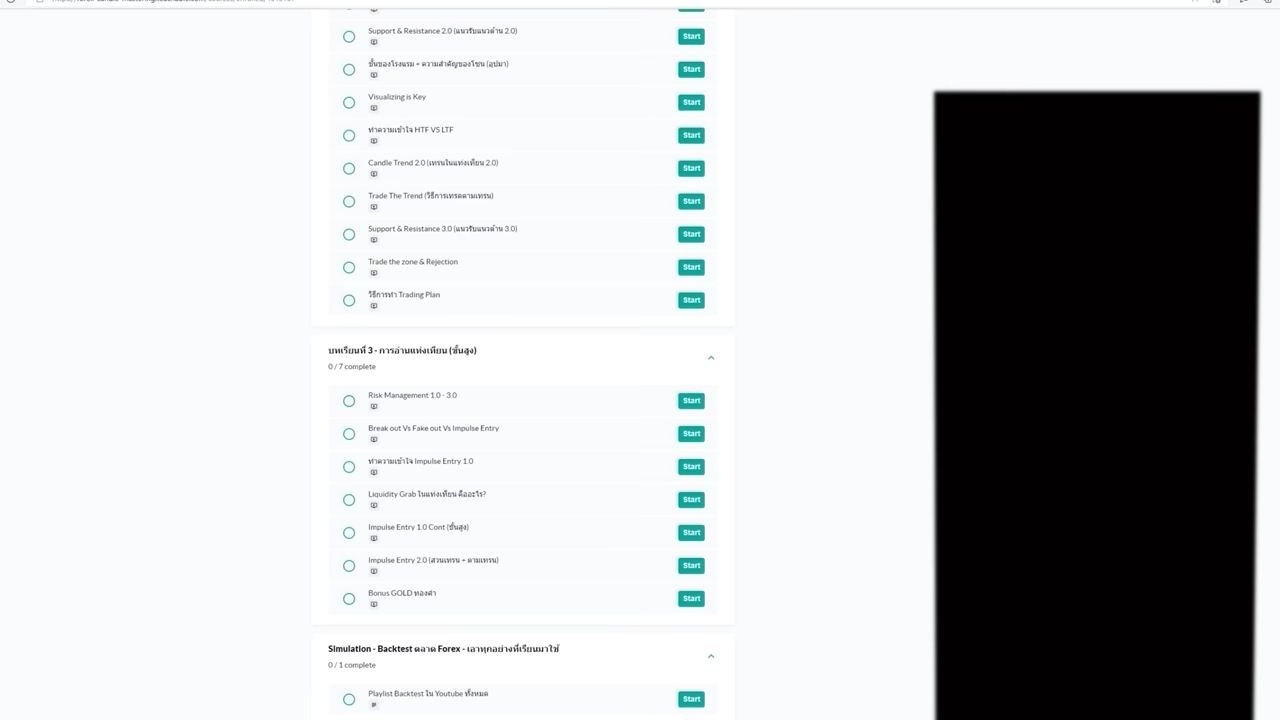 Support & Resistance 2.0 (แนวรับแนวต้าน 2.0)
Start
ชั้นของโรงแรม + ความสำคัญของโซน (อุปมา)
Start
Visualizing is Key
Start
ทำความเข้าใจ HTF VS LTF
Start
Candle Trend 2.0 (เทรนในแท่งเทียน 2.0)
Start
Trade The Trend (วิธีการเทรดตามเทรน)
Start
Support & Resistance 3.0 (แนวรับแนวต้าน 3.0)
Start
Trade the zone & Rejection
Start
วิธีการทำ Trading Plan
Start
บทเรียนที่ 3 - การอ่านแท่งเทียน (ชั้นสูง)
0 / 7 complete
Risk Management 1.0 - 3.0
Start
Break out Vs Fake out Vs Impulse Entry
Start
ทำความเข้าใจ Impulse Entry 1.0
Start
Liquidity Grab ในแท่งเทียน คืออะไร?
Start
Impulse Entry 1.0 Cont (ชั้นสูง)
Start
Impulse Entry 2.0 (สวนเทรน + ตามเทรน)
Start
Bonus GOLD ทองคำ
Start
Simulation - Backtest ตลาด Forex - เอาทุกอย่างที่เรียนมาใช้
0 / 1 complete
Playlist Backtest ใน Youtube ทั้งหมด
Start